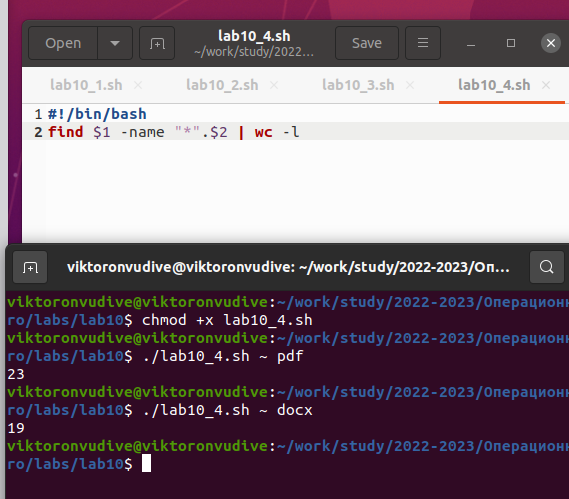 Open
lab10_4.sh
~/work/study/2022-2023/...
Save
lab10_1.sh
lab10_2.sh
lab10_3.sh
lab10_4.sh
1 #!/bin/bash
2 find $1 -name "*".$2 | wc -l
viktoronvudive@viktoronvudive: ~/work/study/2022-2023/Оп...
viktoronvudive@viktoronvudive:~/work/study/2022-2023/Операционн
ro/labs/lab10$ chmod +x lab10_4.sh
viktoronvudive@viktoronvudive:~/work/study/2022-2023/Операционн
ro/labs/lab10$ ./lab10_4.sh ~ pdf
23
viktoronvudive@viktoronvudive:~/work/study/2022-2023/Операционн
ro/labs/lab10$ ./lab10_4.sh ~ docx
19
viktoronvudive@viktoronvudive:~/work/study/2022-2023/Операционн
ro/labs/lab10$